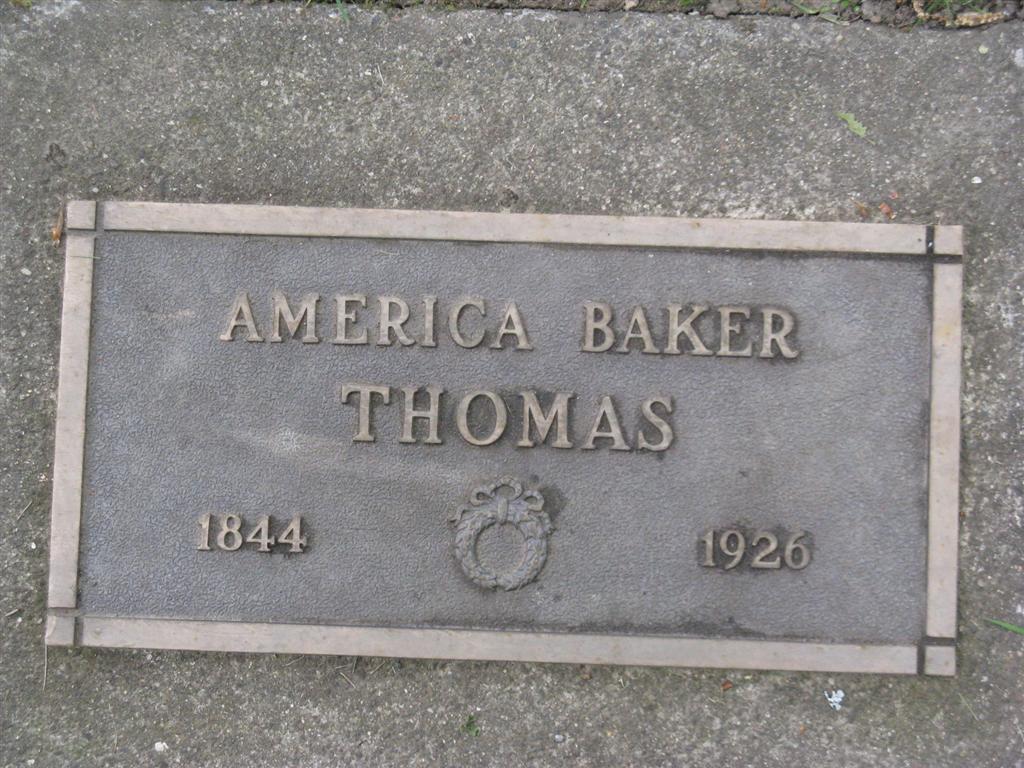 AMERICA BAKER
THOMAS
1844 1926